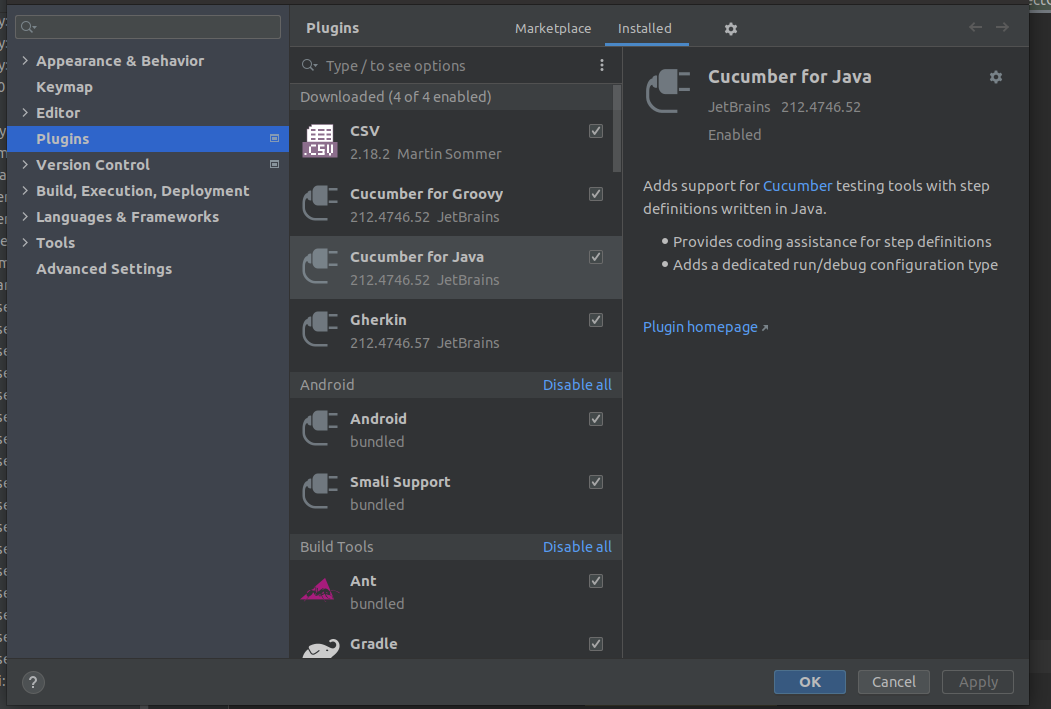 Plugins
Marketplace
Installed
Appearance & Behavior
Keymap
Editor
Plugins
Version Control
Build, Execution, Deployment
Languages & Frameworks
Tools
Advanced Settings
Type / to see options
Downloaded (4 of 4 enabled)
CSV
2.18.2 Martin Sommer
.CSV
Cucumber for Groovy
212.4746.52 JetBrains
Cucumber for Java
212.4746.52 JetBrains
Gherkin
212.4746.57 JetBrains
Android Disable all
Android
bundled
Smali Support
bundled
Build Tools Disable all
Ant
bundled
Gradle
Cucumber for Java
JetBrains 212.4746.52
Enabled
Adds support for Cucumber testing tools with step
definitions written in Java.
• Provides coding assistance for step definitions
• Adds a dedicated run/debug configuration type
Plugin homepage ↗
?
OK
Cancel
Apply